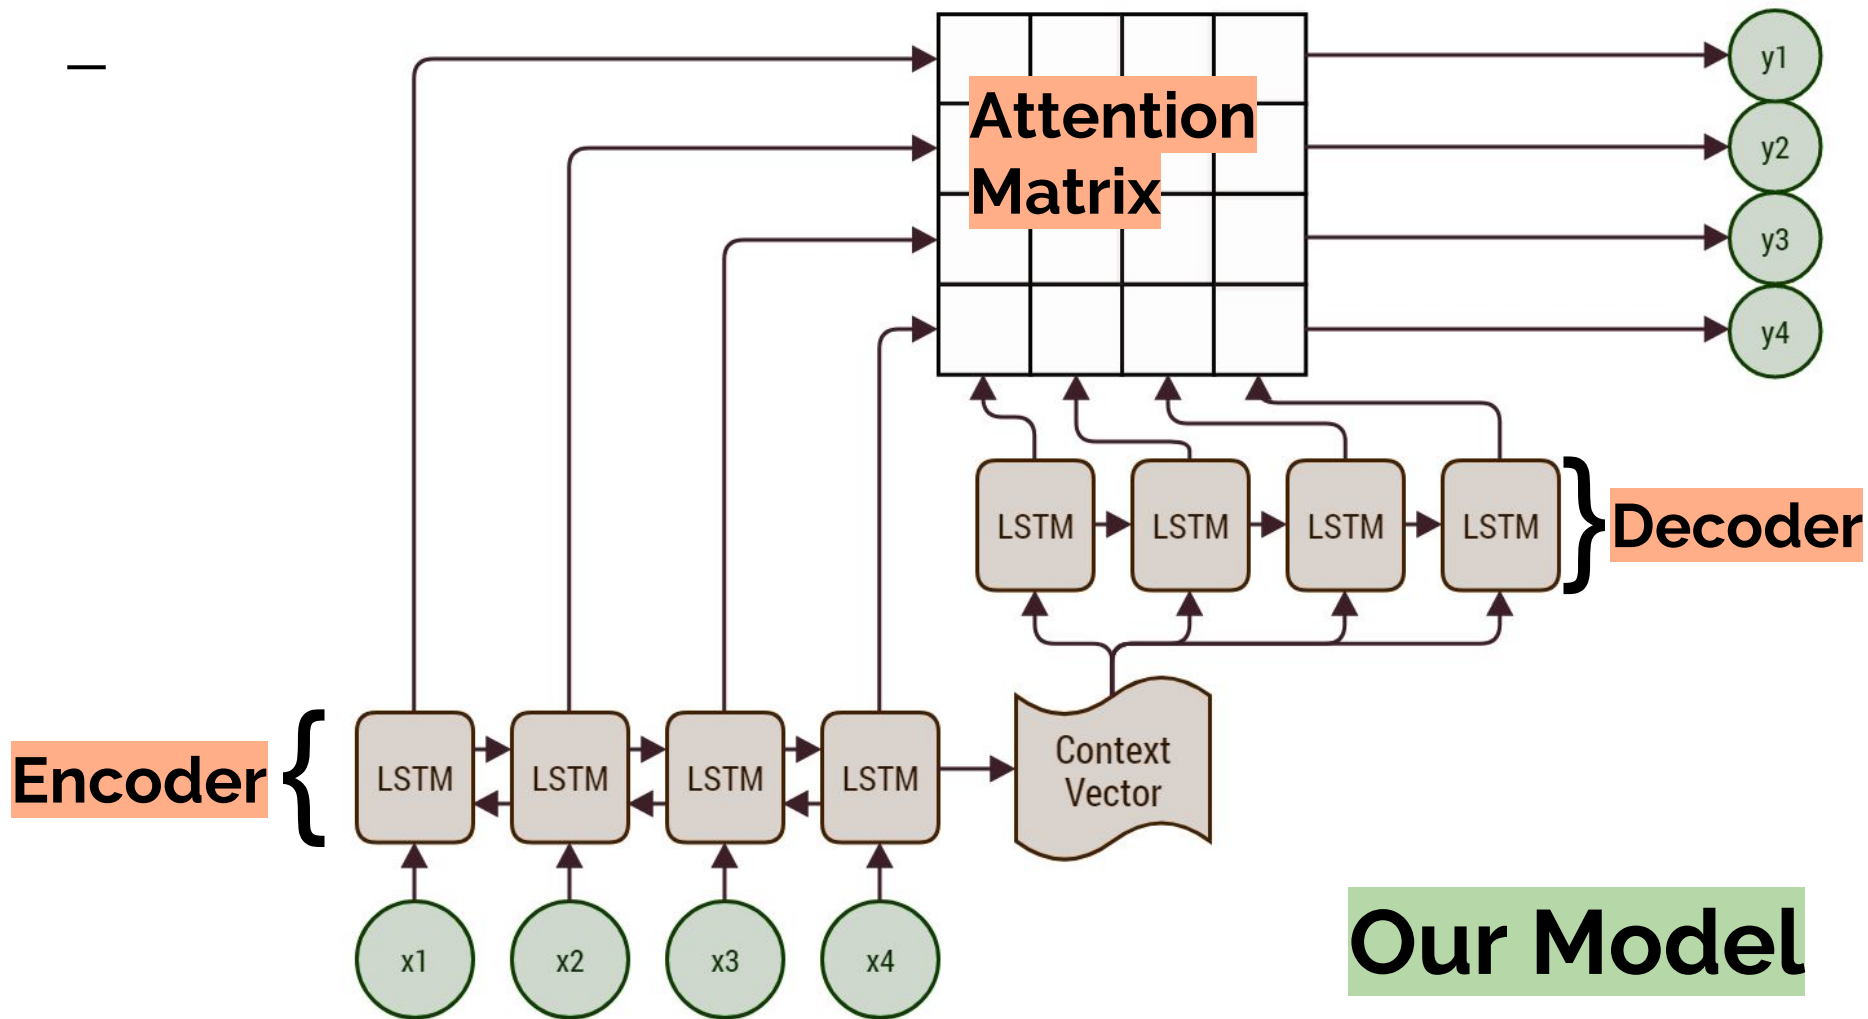 y1
Attention
Matrix
y2
y3
y4
LSTM
LSTM
LSTM
LSTM
Decoder
Encoder
LSTM
LSTM
LSTM
LSTM
Context
Vector
x1
x2
x3
x4
Our Model